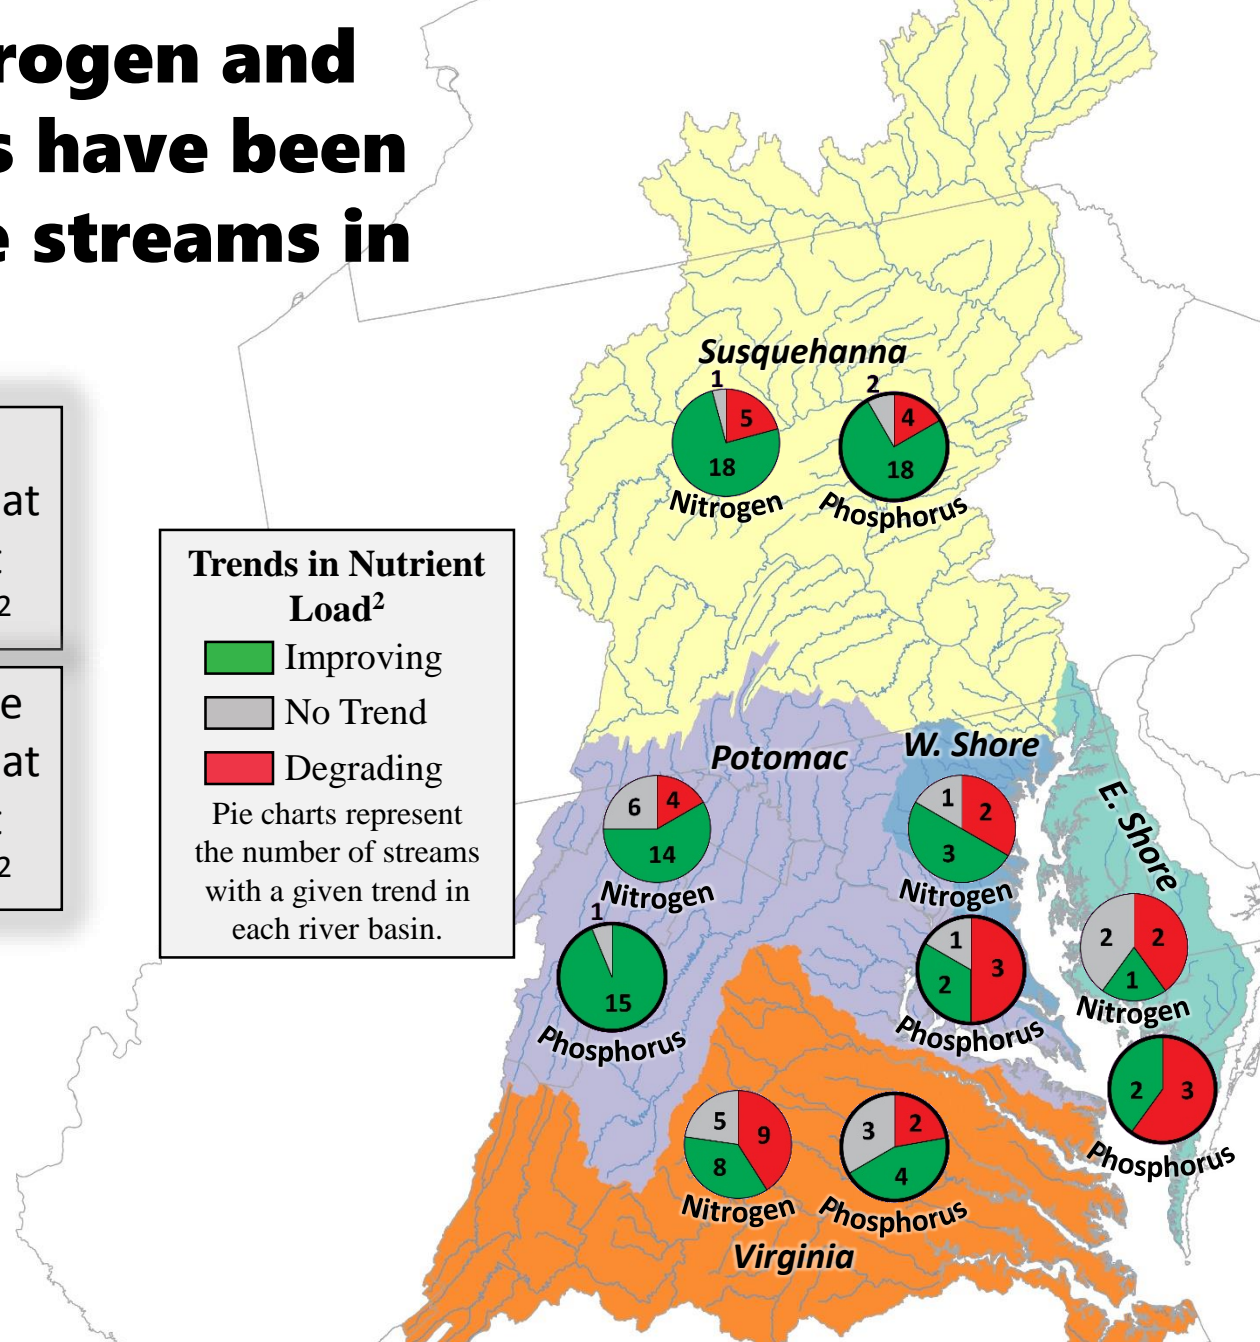 rogen and
s have been
e streams in
at
2
e
at
2
Trends in Nutrient
Load²
Improving
No Trend
Degrading
Pie charts represent
the number of streams
with a given trend in
each river basin.
Susquehanna
1
5
18
Nitrogen
2
4
18
Phosphorus
Potomac
6
4
14
Nitrogen
1
15
Phosphorus
W. Shore
1
2
3
Nitrogen
1
3
2
Phosphorus
E. Shore
2
2
1
Nitrogen
2
3
Phosphorus
5
9
8
Nitrogen
3
2
4
Phosphorus
Virginia